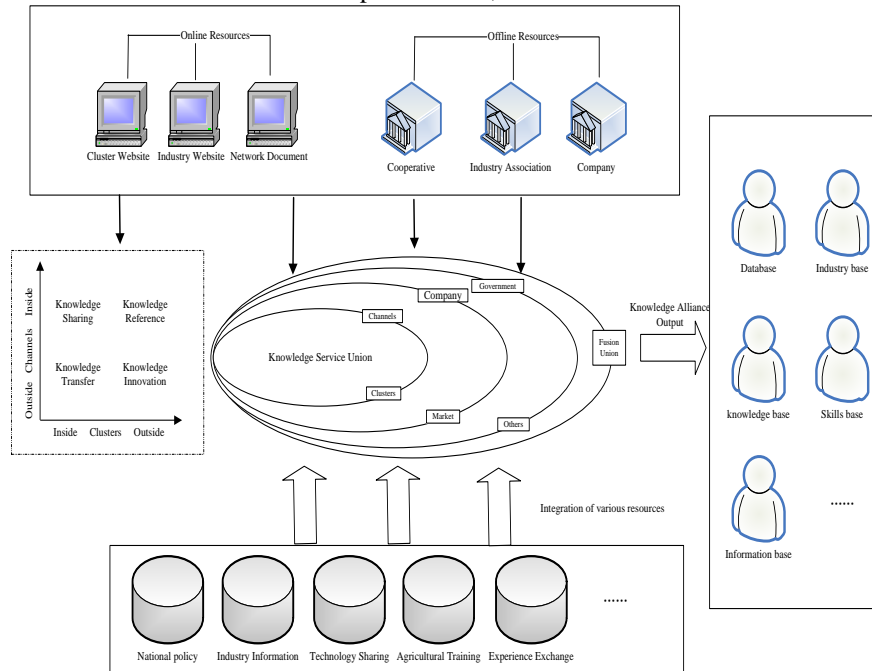 Online Resources
Offline Resources
Cluster Website
Industry Website
Network Document
Cooperative
Industry Association
Company
Database
Industry base
knowledge base
Skills base
Information base
......
Outside Channels Inside
Knowledge
Sharing
Knowledge
Reference
Knowledge
Transfer
Knowledge
Innovation
Inside Clusters Outside
Government
Company
Channels
Knowledge Service Union
Clusters
Market
Others
Fusion
Union
Knowledge Alliance
Output
Integration of various resources
National policy
Industry Information
Technology Sharing
Agricultural Training
Experience Exchange
......